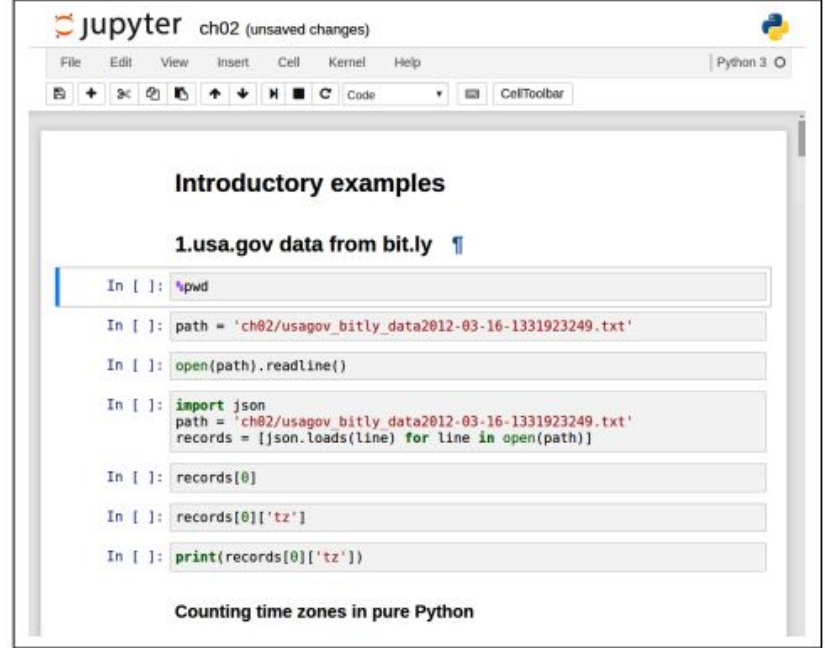 jupyter ch02 (unsaved changes)
File Edit View Insert Cell Kernel Help Python 3
Code CellToolbar
Introductory examples
1.usa.gov data from bit.ly ¶
In [ ]: %pwd
In [ ]: path = 'ch02/usagov_bitly_data2012-03-16-1331923249.txt'
In [ ]: open(path).readline()
In [ ]: import json
path = 'ch02/usagov_bitly_data2012-03-16-1331923249.txt'
records = [json.loads(line) for line in open(path)]
In [ ]: records[0]
In [ ]: records[0]['tz']
In [ ]: print(records[0]['tz'])
Counting time zones in pure Python